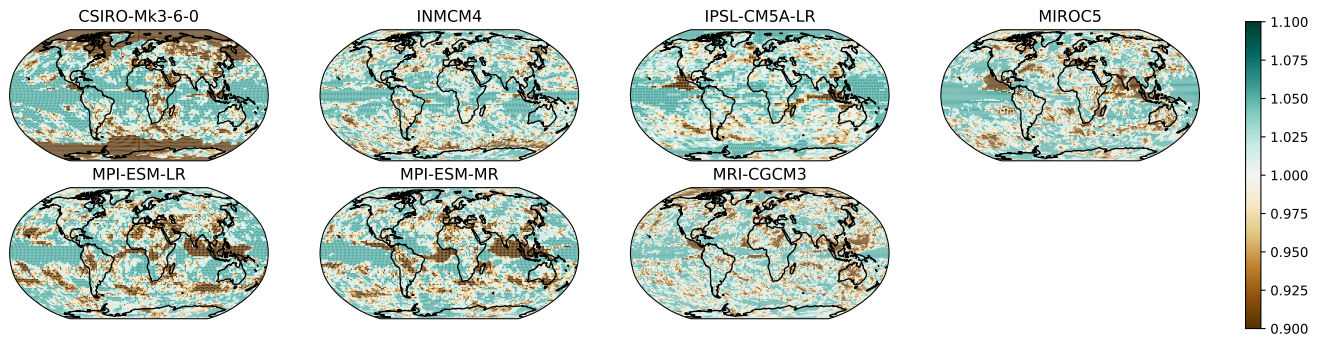 CSIRO-Mk3-6-0
INMCM4
IPSL-CM5A-LR
MIROC5
MPI-ESM-LR
MPI-ESM-MR
MRI-CGCM3
1.100
1.075
1.050
1.025
1.000
0.975
0.950
0.925
0.900